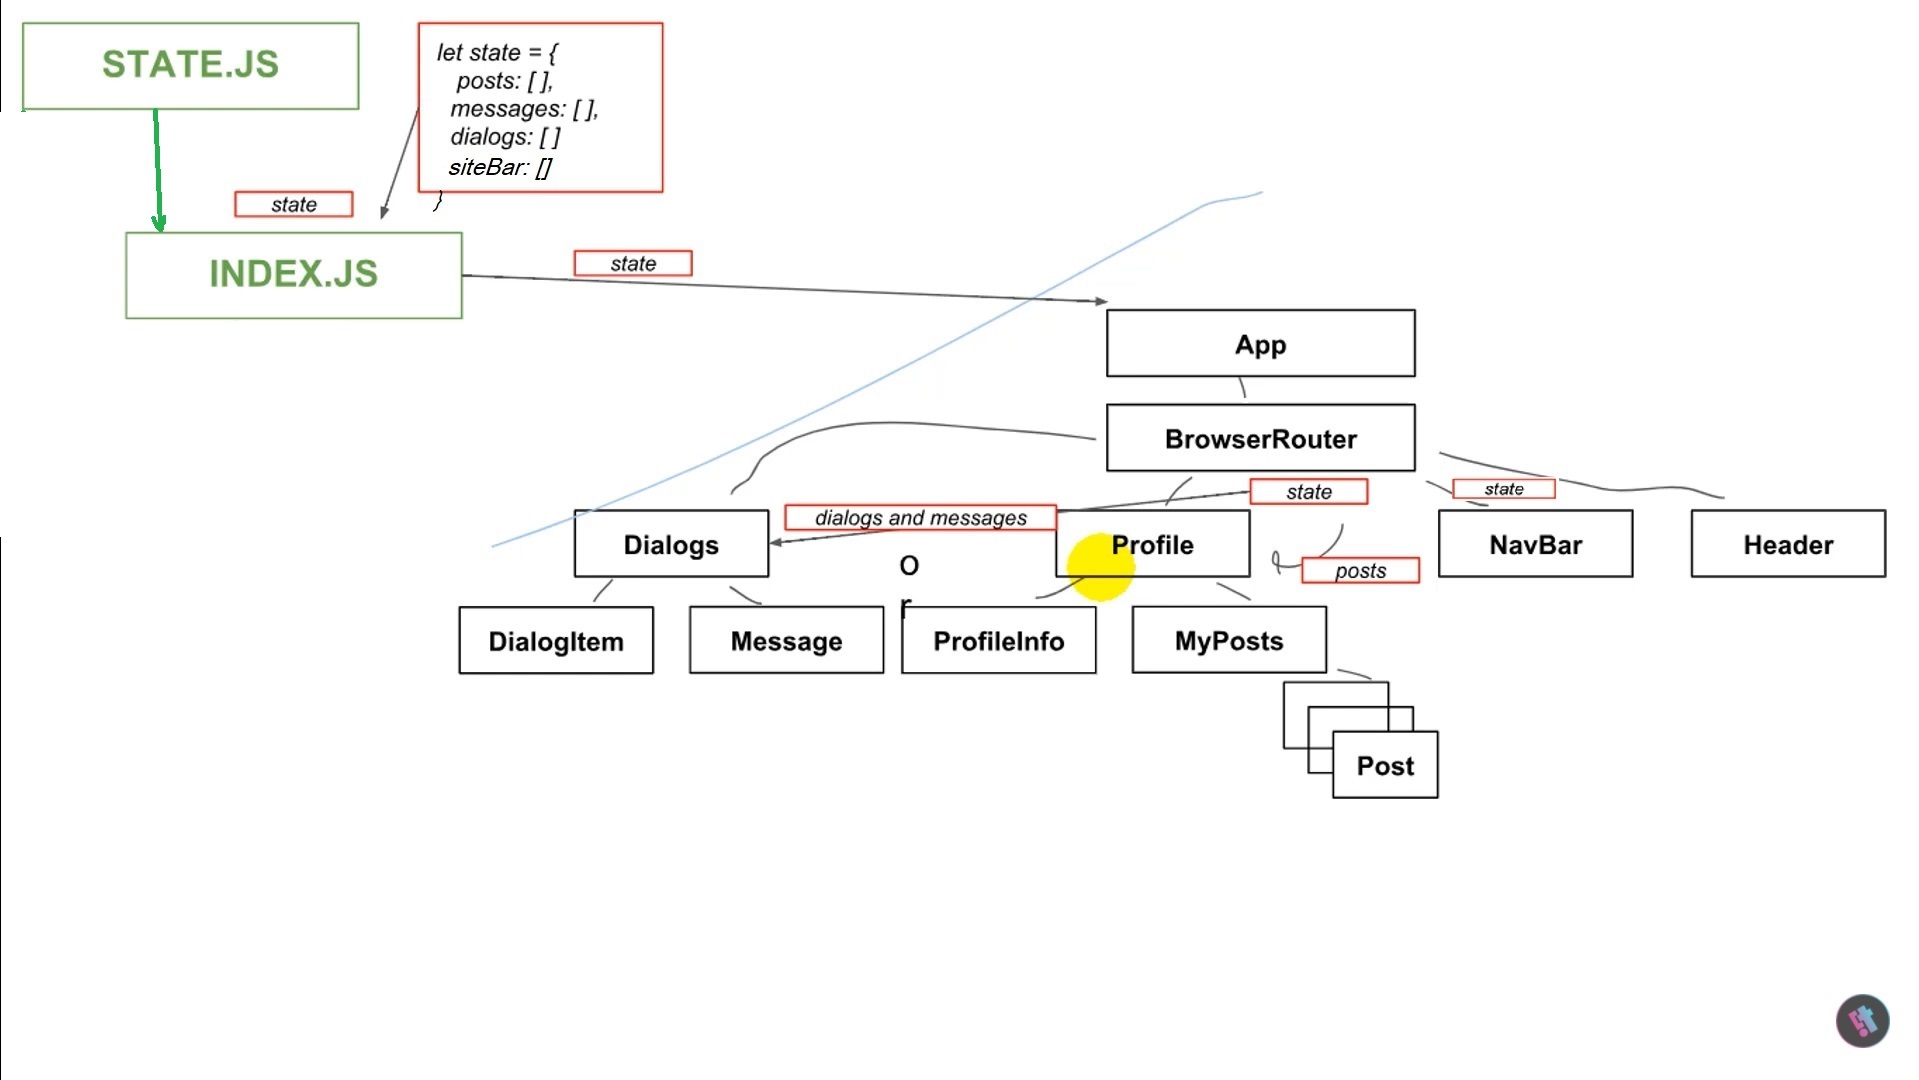 STATE.JS
let state = {
posts: [ ],
messages: [ ],
dialogs: [ ]
siteBar: []
}
state
INDEX.JS
state
App
BrowserRouter
state
state
dialogs and messages
Dialogs
Profile
NavBar
Header
o
r
posts
DialogItem
Message
ProfileInfo
MyPosts
Post